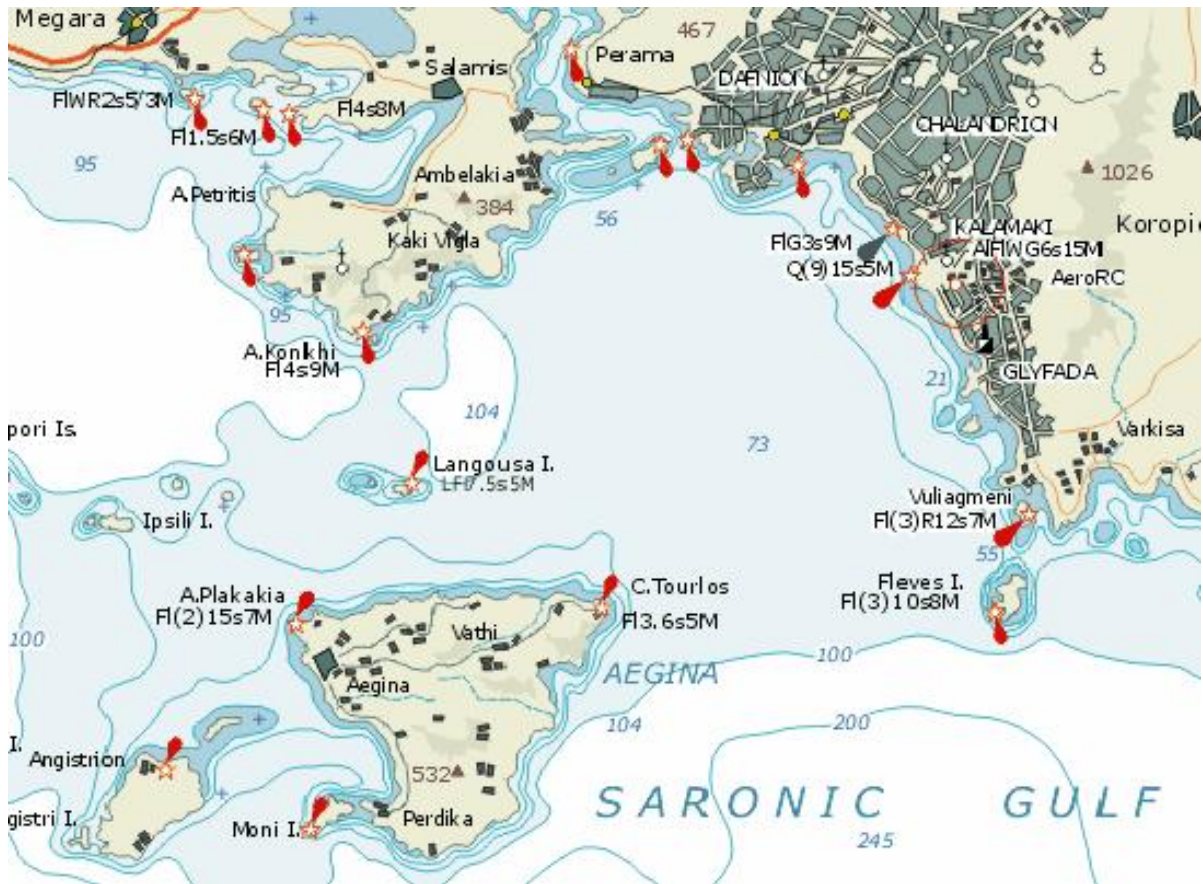 Megara
467
Perama
Salamis
DAFNION
FlWR2s5/3M
Fl4s8M
Fl1.5s6M
CHALANDRION
95
Ambelakia
1026
A.Petritis
384
56
Koropi
Kaki Vigla
KALAMAKI
FlG3s9M
AlFlWG6s15M
Q(9)15s5M
AeroRC
95
A.Konikhi
Fl4s9M
GLYFADA
21
104
pori Is.
73
Varkisa
Langousa I.
Vuliagmeni
Ipsili I.
Fl(3)R12s7M
55
A.Plakakia
C.Tourlos
Fleves I.
Fl(2)15s7M
Fl3.6s5M
Fl(3)10s8M
100
Vathi
100
AEGINA
Aegina
104
200
I.
Angistrion
532
SARONIC GULF
gistri I.
Moni I.
Perdika
245